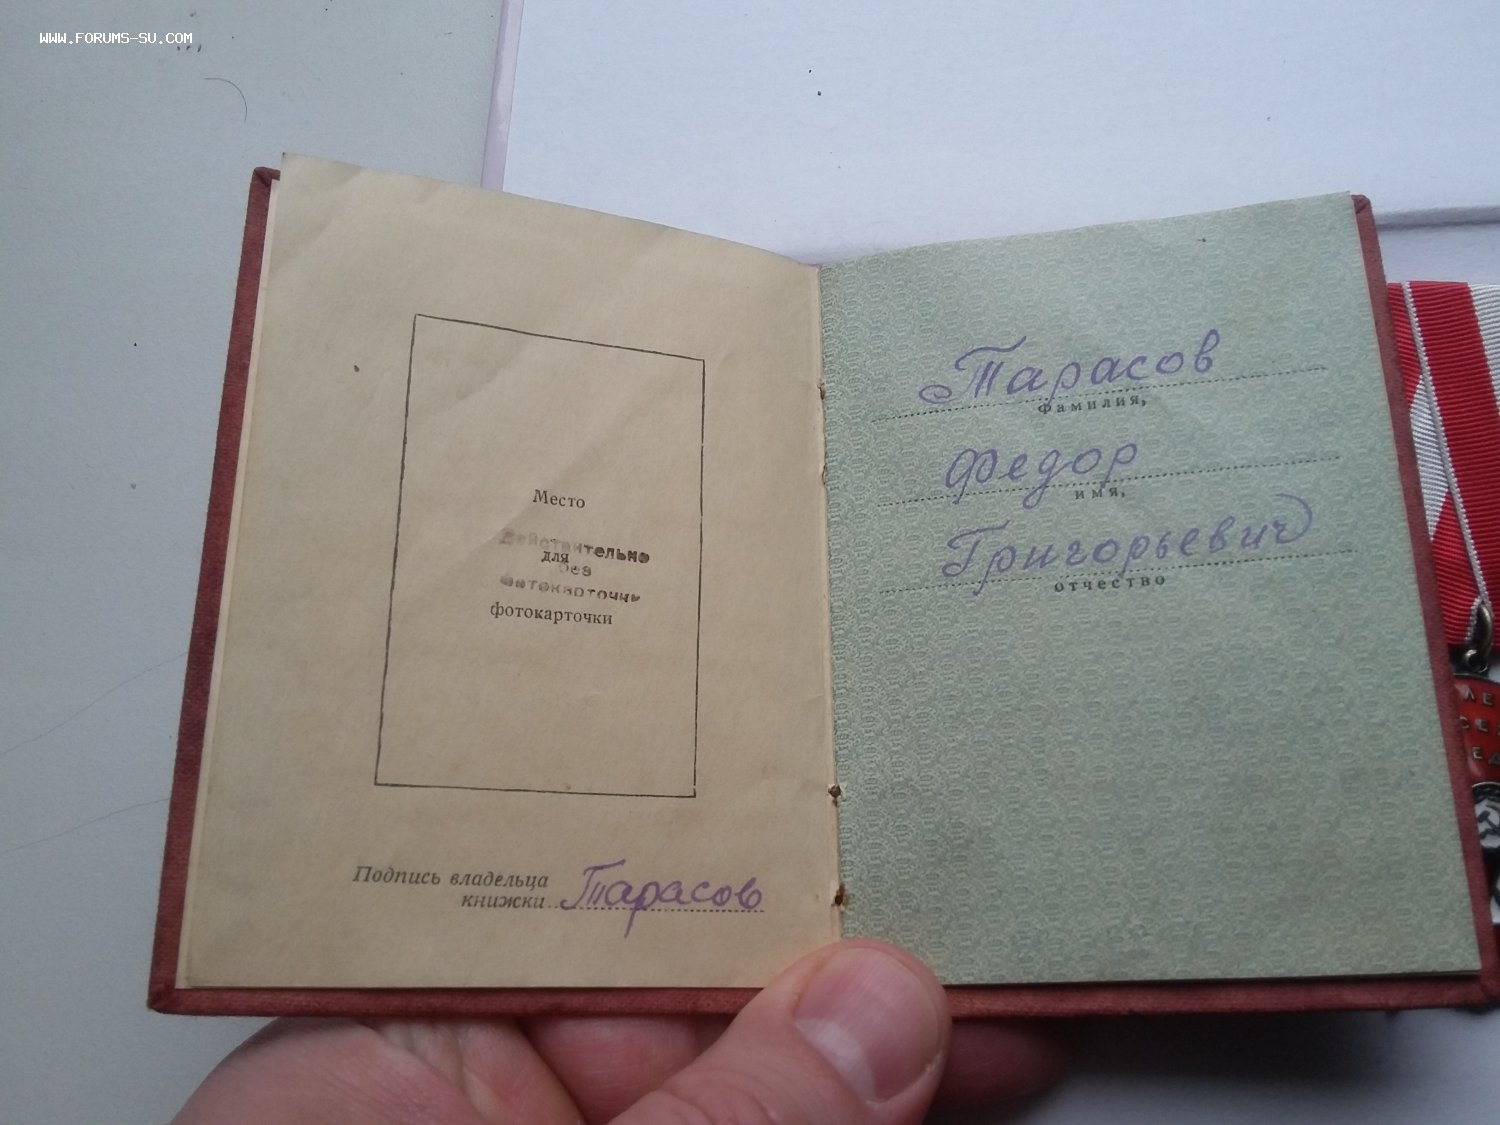 WWW.FORUMS-SU.COM
Место
Действительно
для
без
фотокарточки
фотокарточки
Подпись владельца
книжки Тарасов
Тарасов
фамилия,
Федор
имя,
Григорьевич
отчество